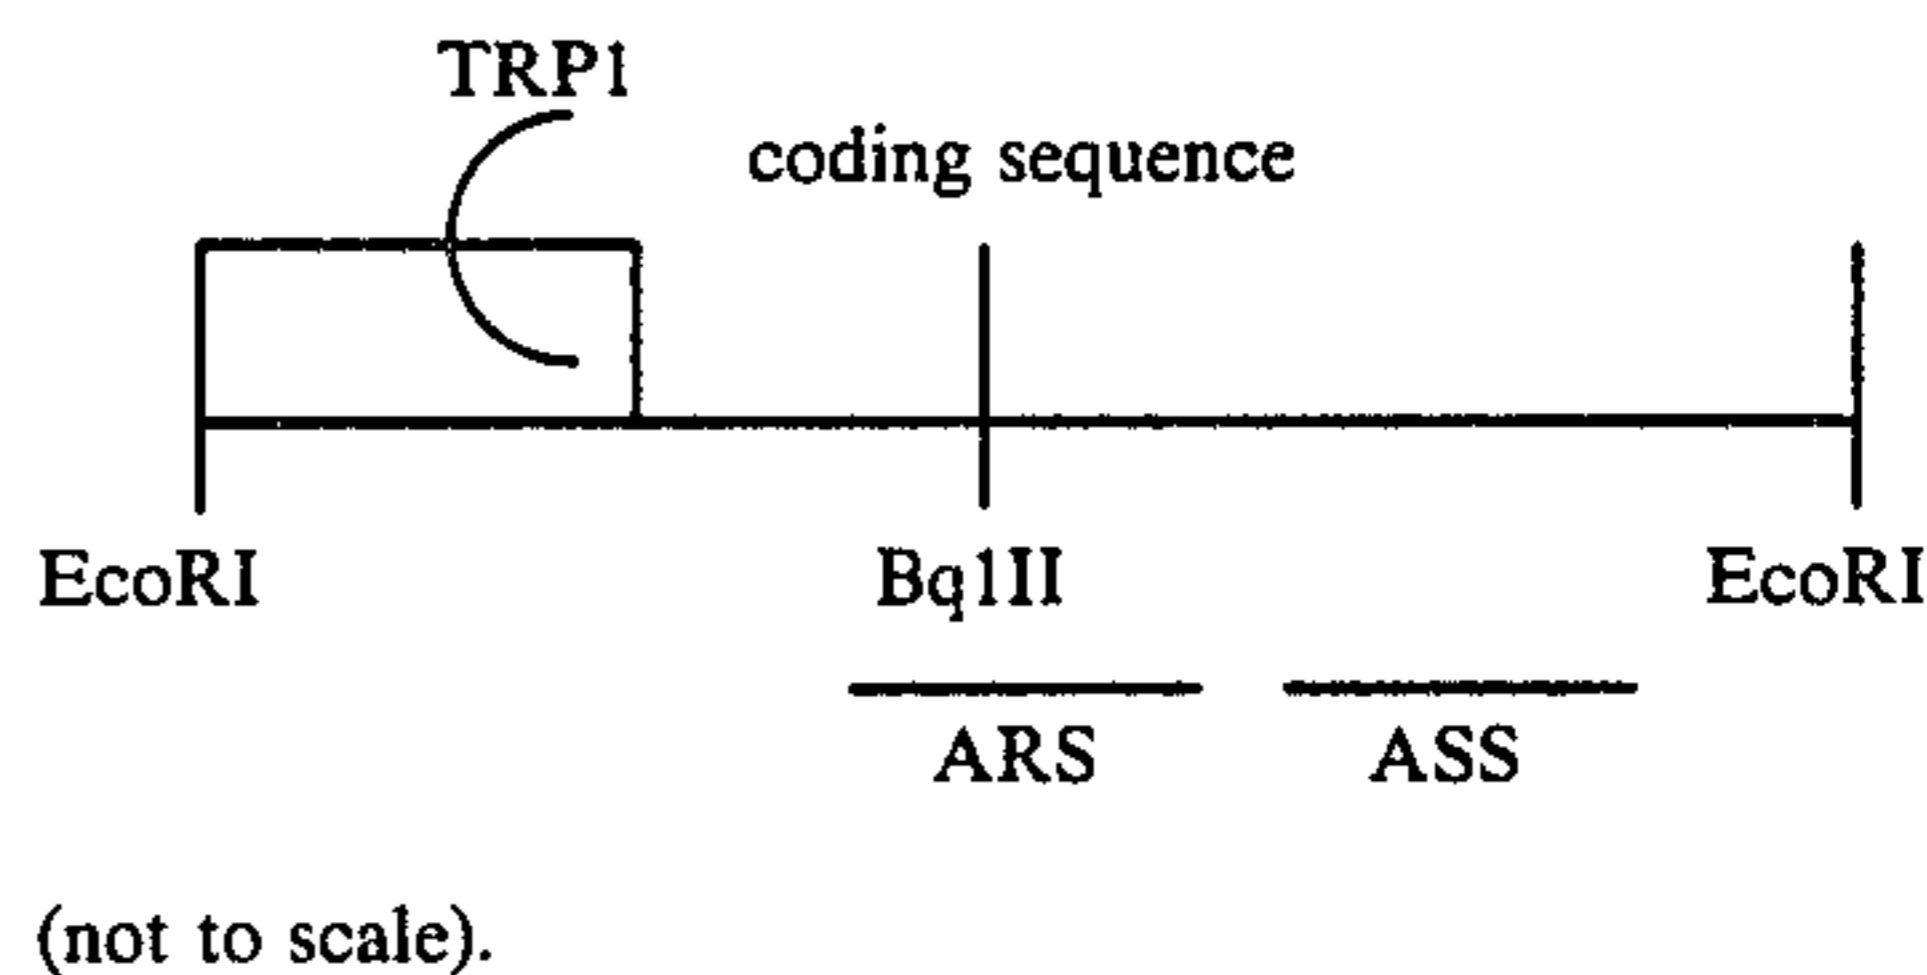 TRP1
coding sequence
EcoRI Bq1II EcoRI
ARS ASS
(not to scale).